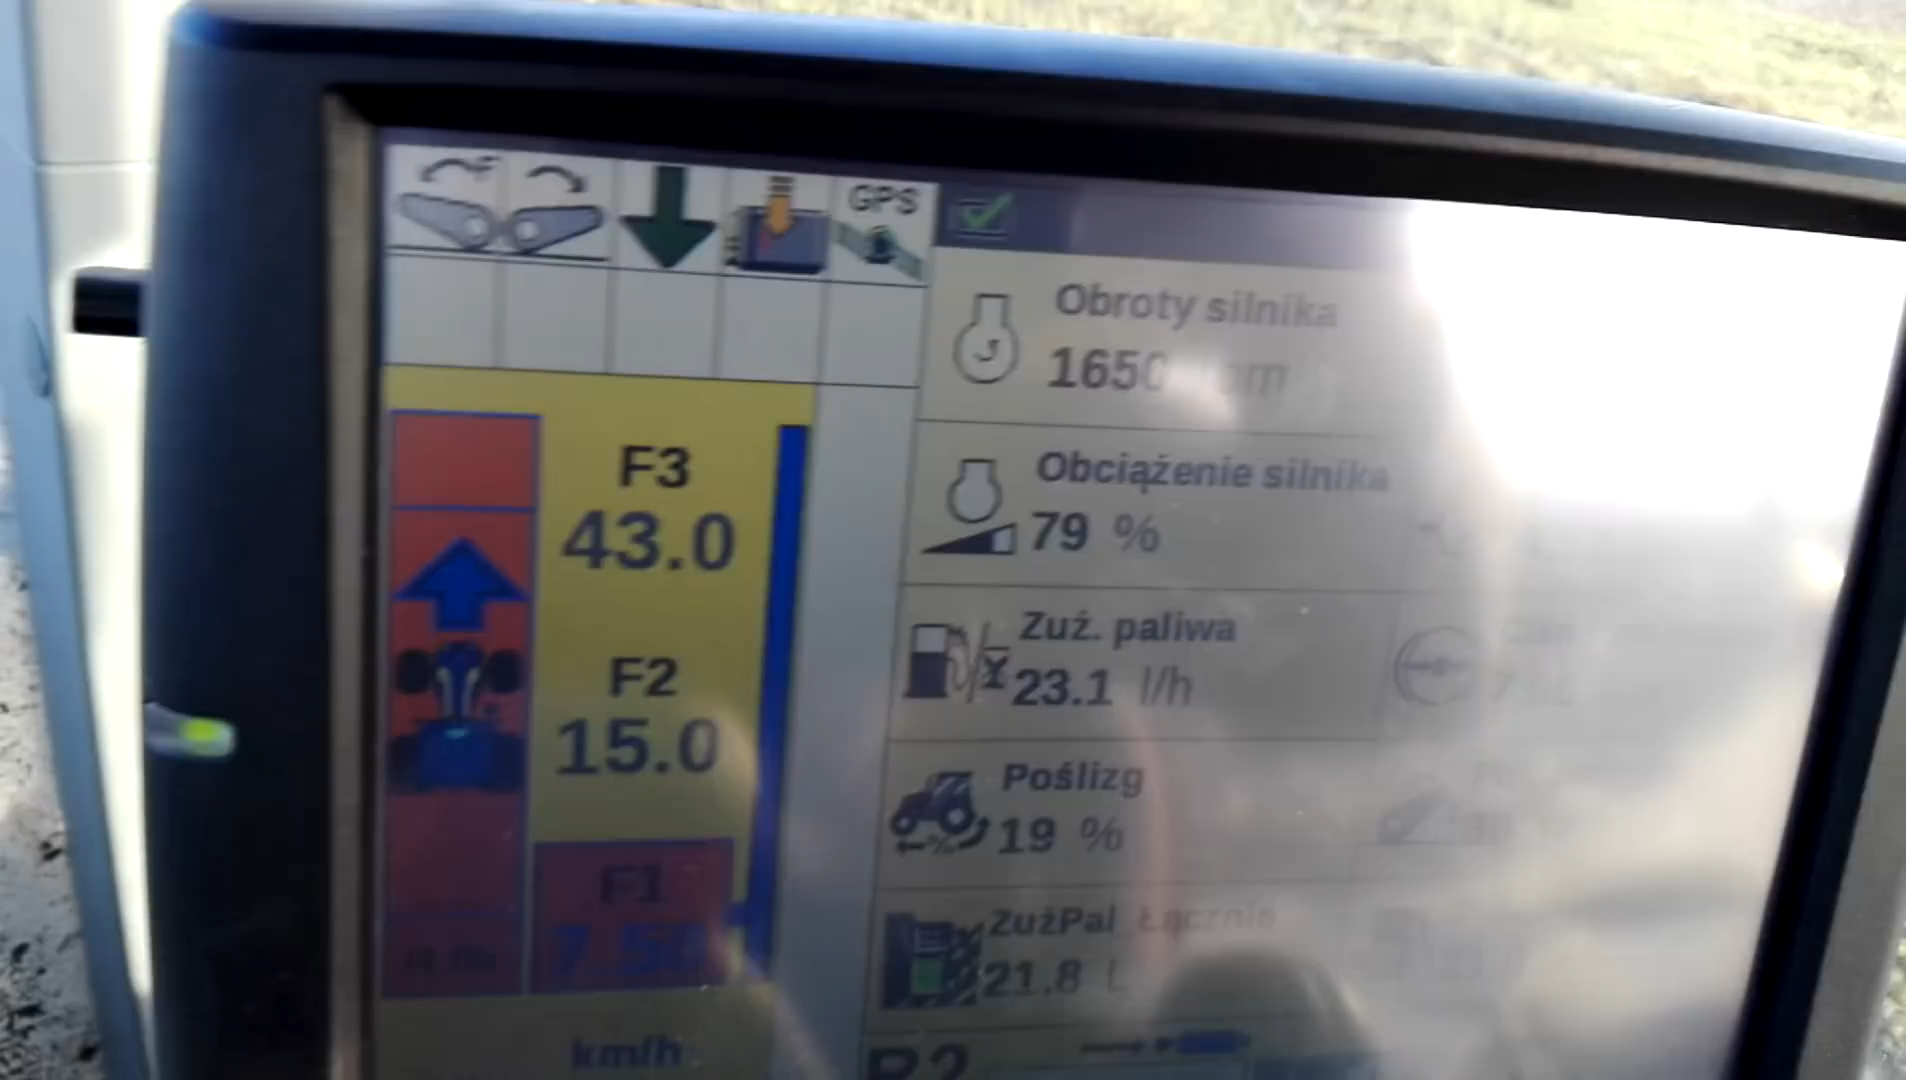 F
GPS
Obroty silnika
1650
Obciążenie silnika
79 %
Zuż. paliwa
23.1 l/h
Poślizg
19 %
ZużPal Łącznie
21.8 L
F3
43.0
F2
15.0
F1
km/h